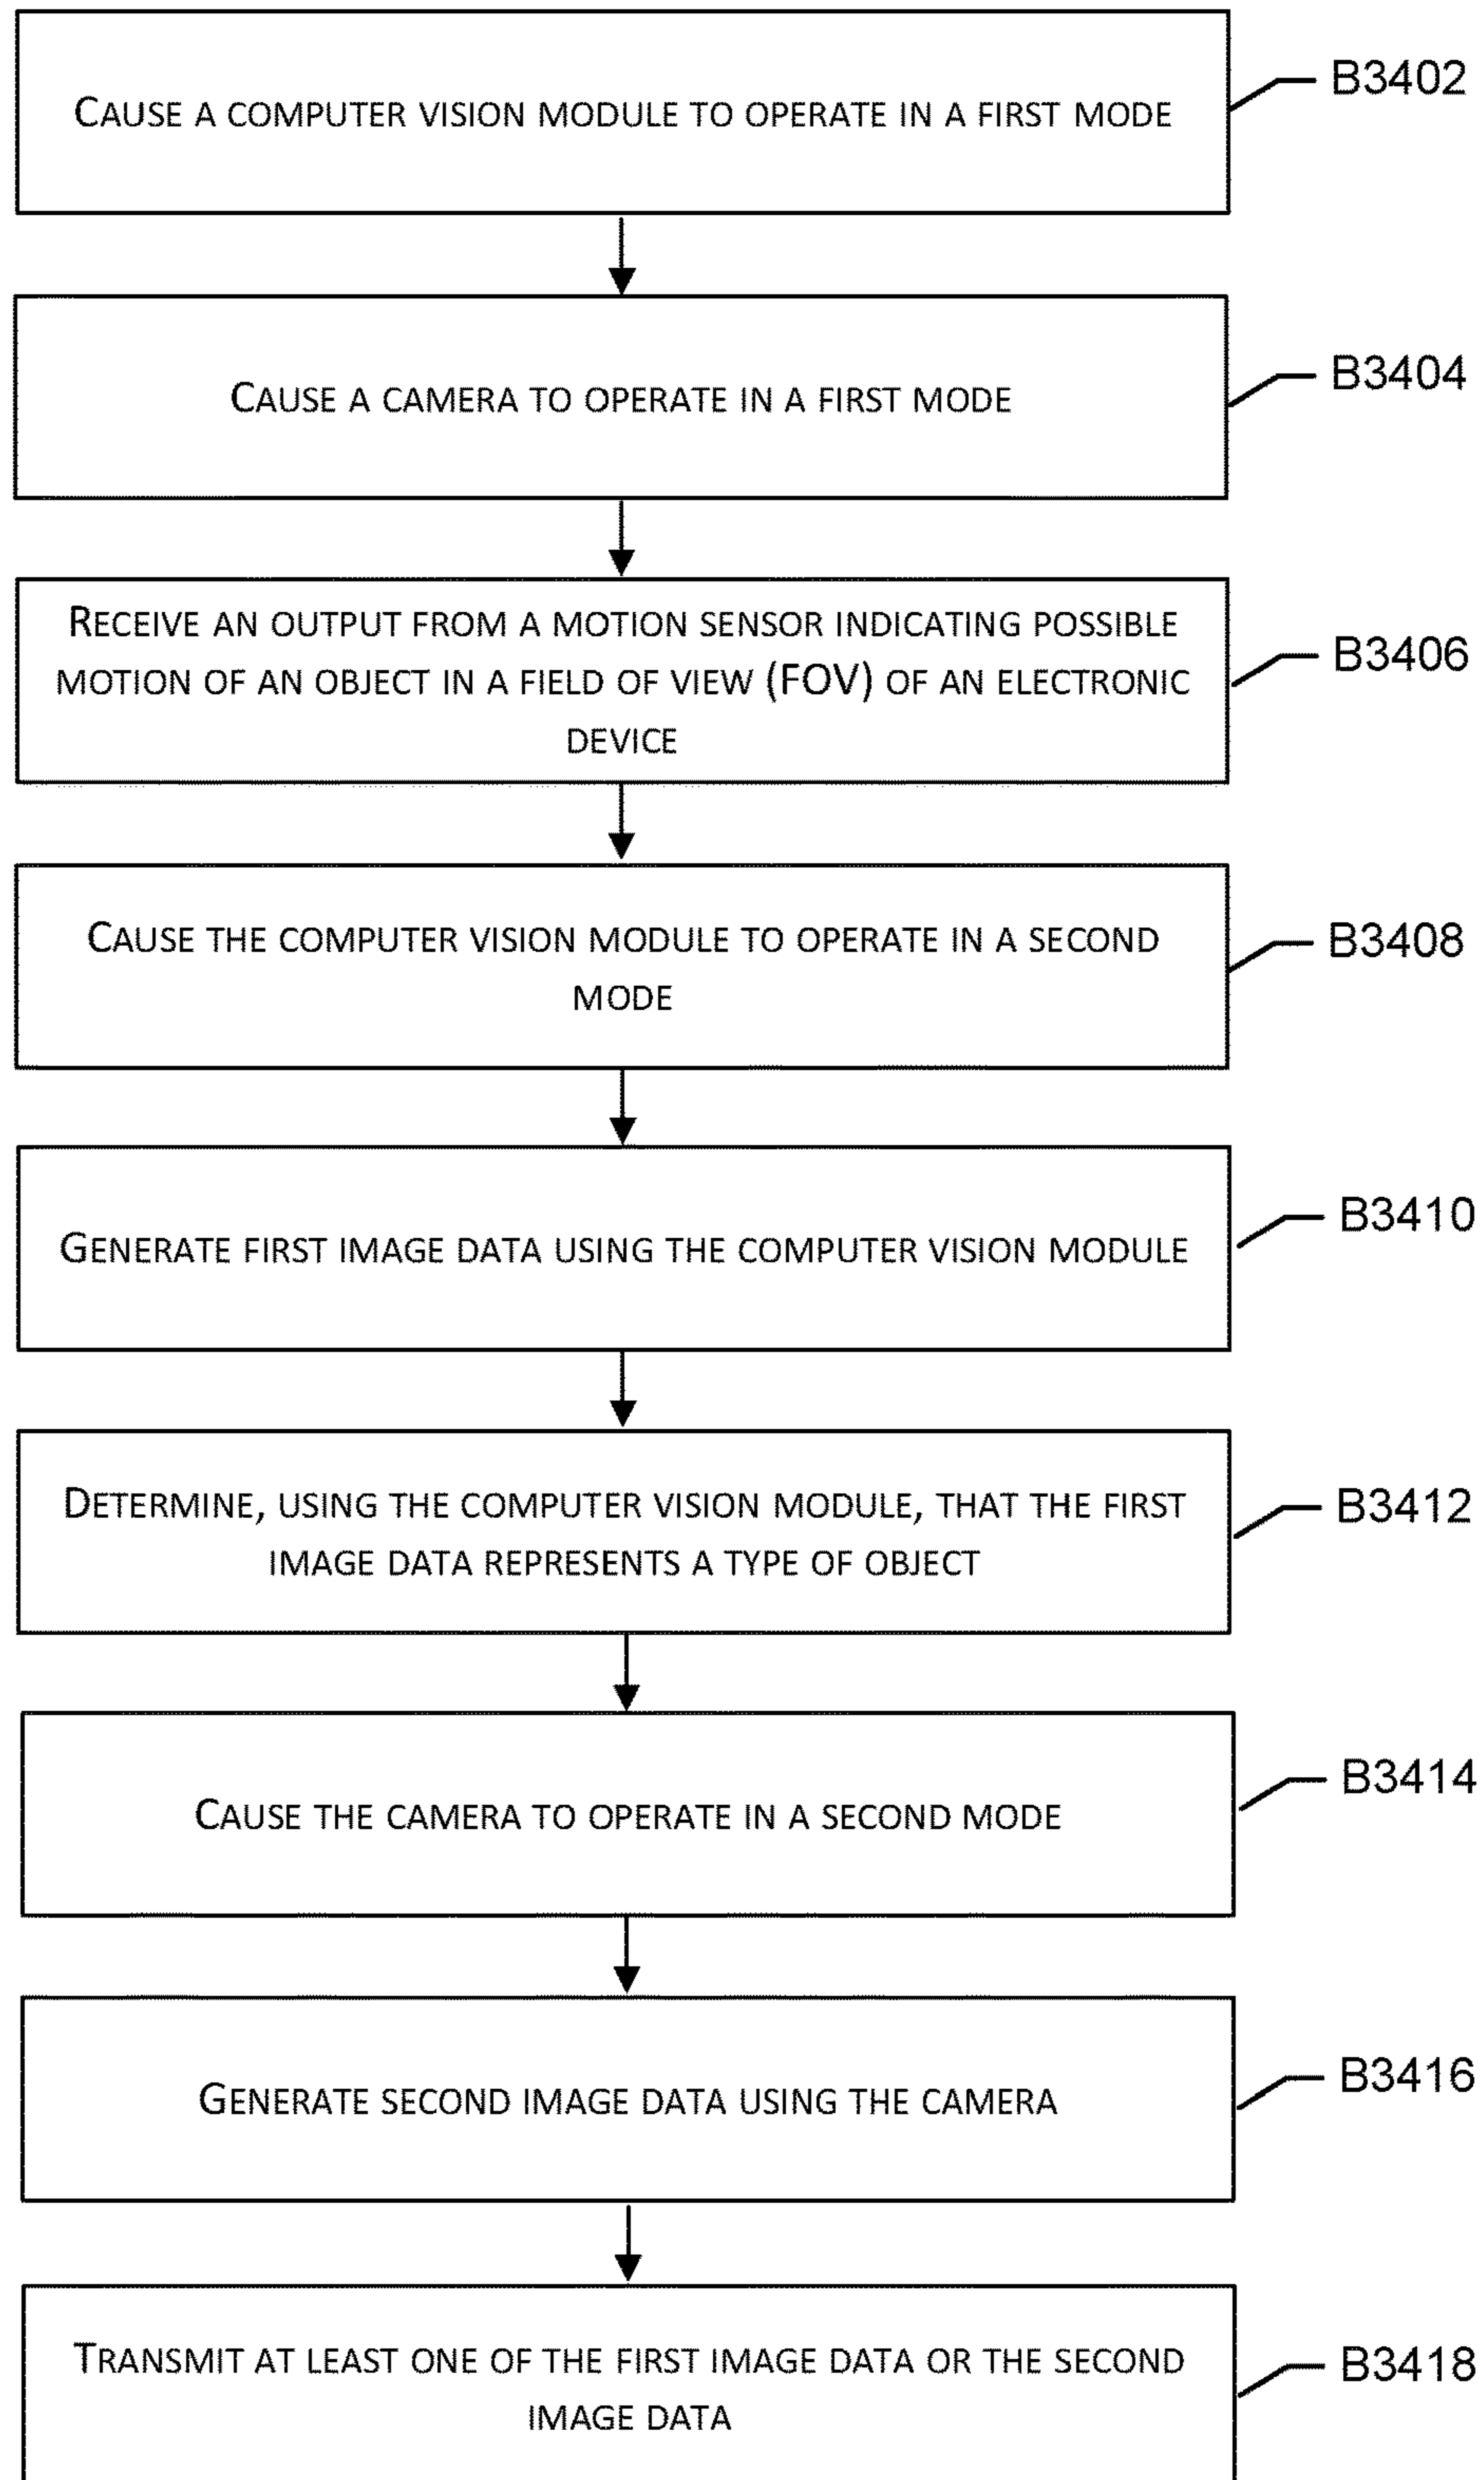 CAUSE A COMPUTER VISION MODULE TO OPERATE IN A FIRST MODE
B3402
CAUSE A CAMERA TO OPERATE IN A FIRST MODE
B3404
RECEIVE AN OUTPUT FROM A MOTION SENSOR INDICATING POSSIBLE
MOTION OF AN OBJECT IN A FIELD OF VIEW (FOV) OF AN ELECTRONIC
DEVICE
B3406
CAUSE THE COMPUTER VISION MODULE TO OPERATE IN A SECOND
MODE
B3408
GENERATE FIRST IMAGE DATA USING THE COMPUTER VISION MODULE
B3410
DETERMINE, USING THE COMPUTER VISION MODULE, THAT THE FIRST
IMAGE DATA REPRESENTS A TYPE OF OBJECT
B3412
CAUSE THE CAMERA TO OPERATE IN A SECOND MODE
B3414
GENERATE SECOND IMAGE DATA USING THE CAMERA
B3416
TRANSMIT AT LEAST ONE OF THE FIRST IMAGE DATA OR THE SECOND
IMAGE DATA
B3418